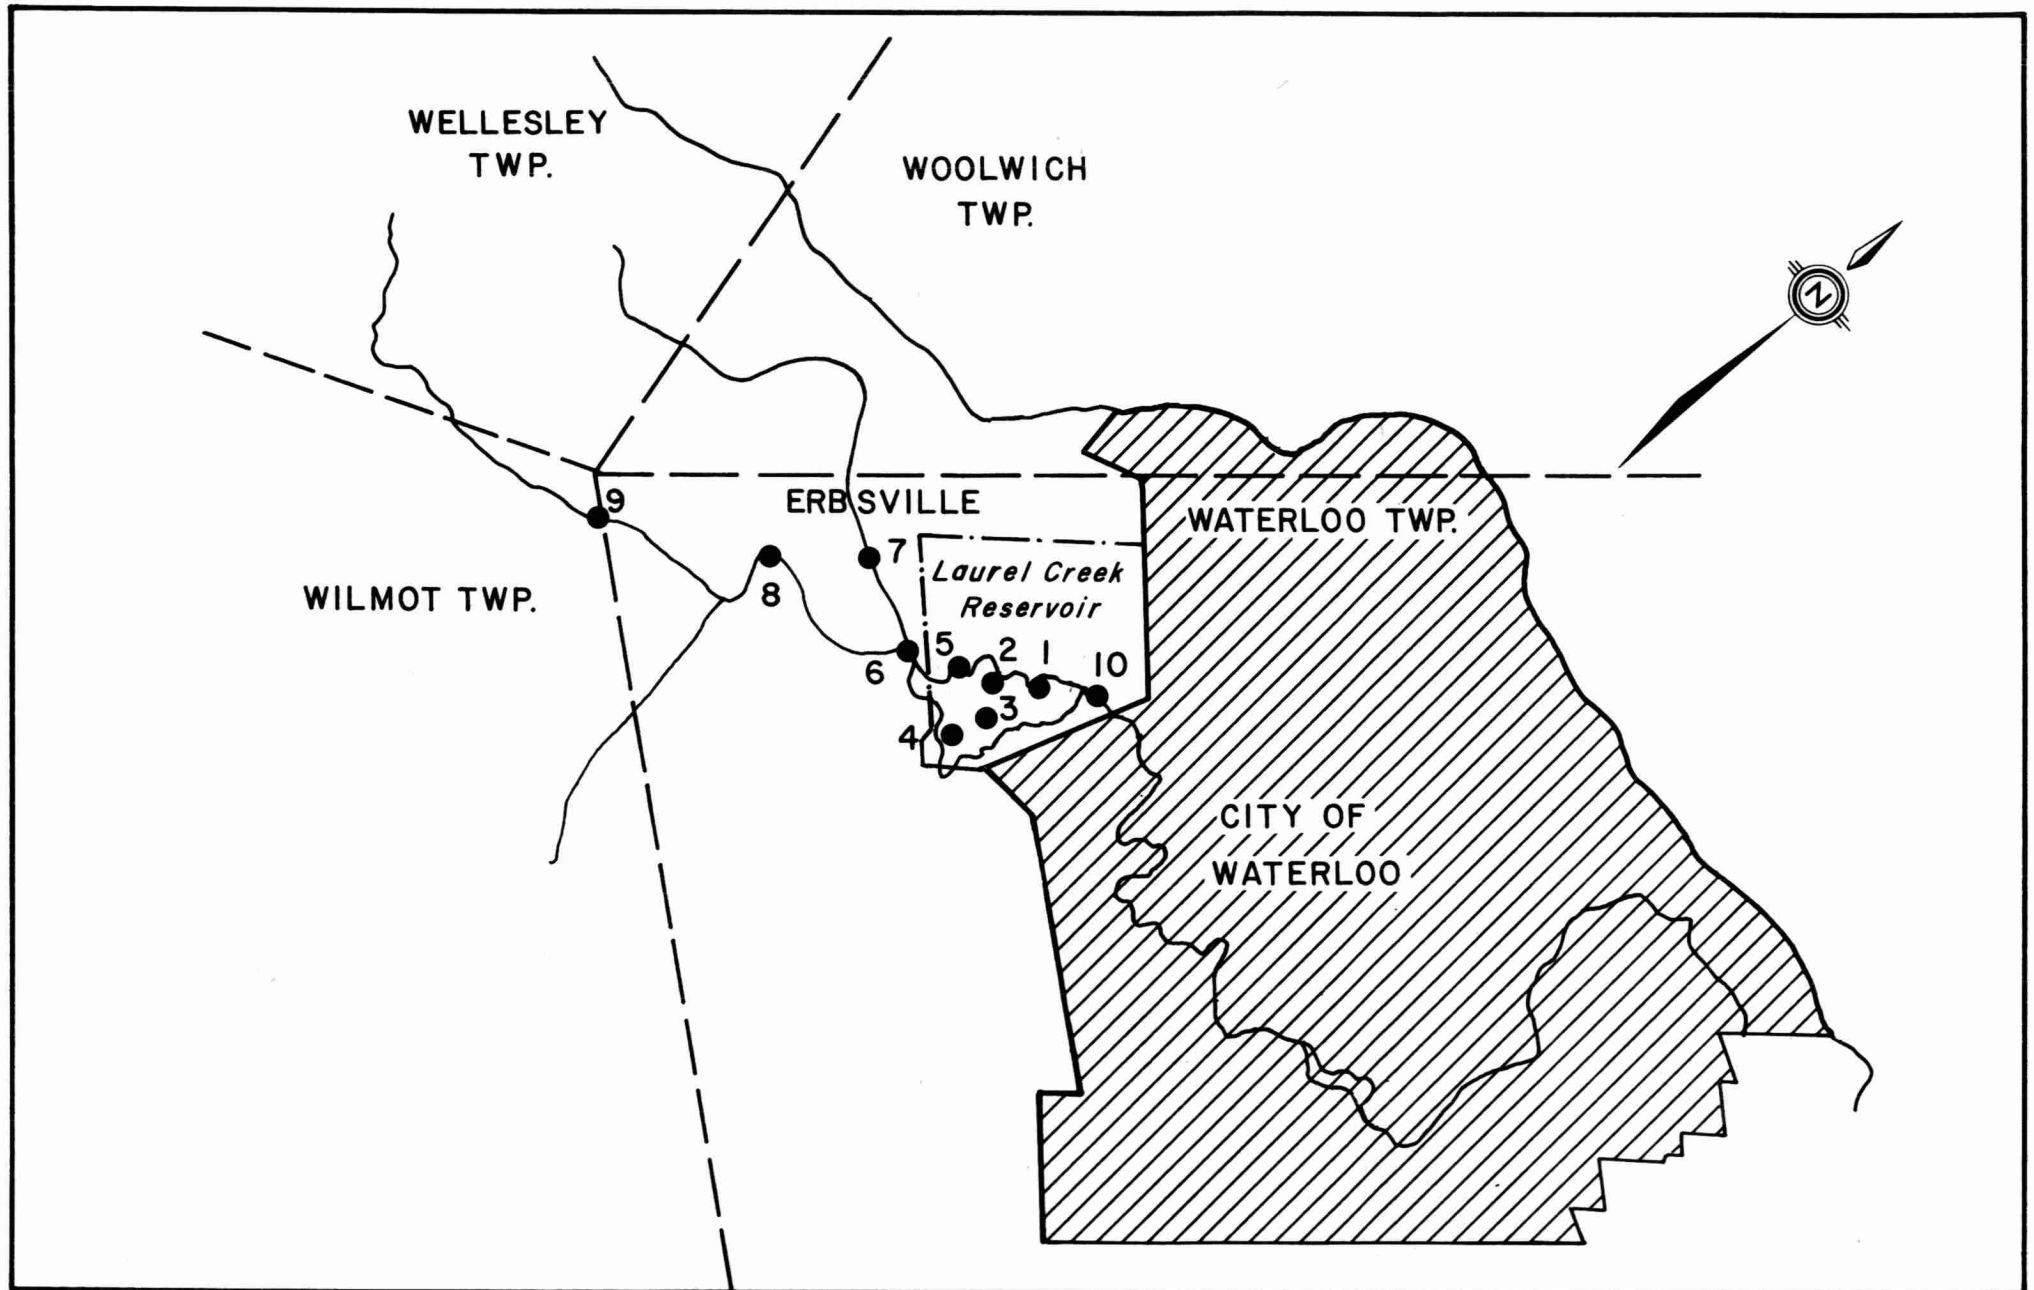 WELLESLEY
TWP.
WOOLWICH
TWP.
N
9
ERBSVILLE
WATERLOO TWP.
7
Laurel Creek
Reservoir
WILMOT TWP.
8
5
2
1
10
6
3
4
CITY OF
WATERLOO